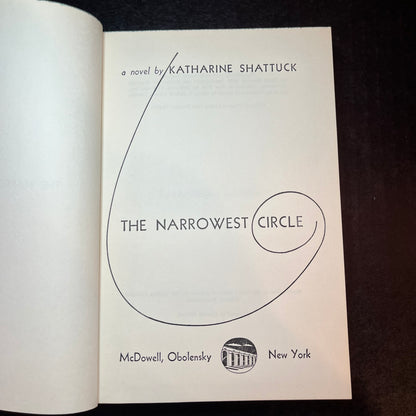 a novel by KATHARINE SHATTUCK
THE NARROWEST CIRCLE
McDowell, Obolensky New York